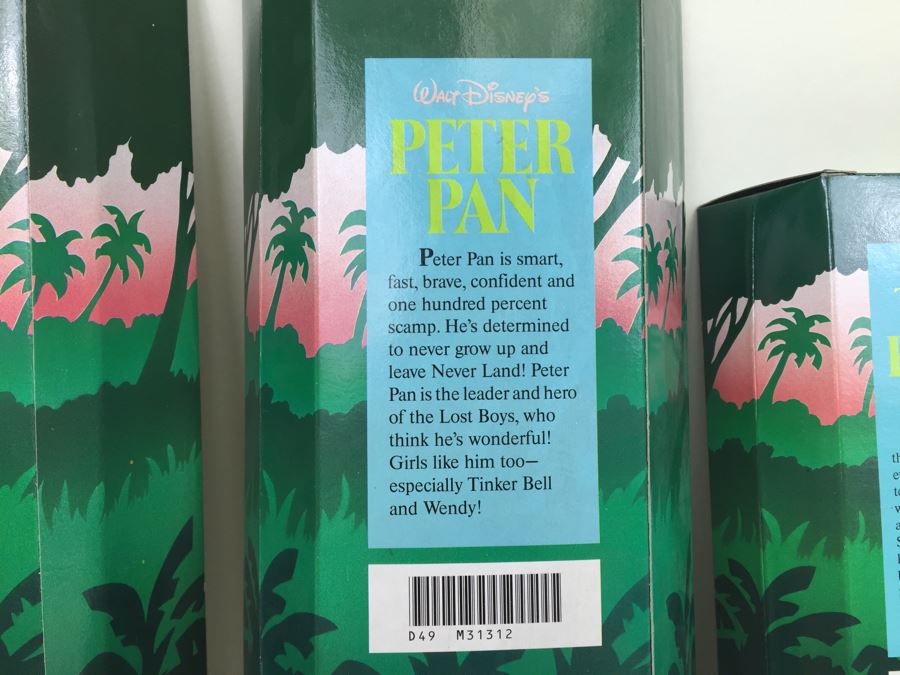 Walt Disney's
PETER
PAN
Peter Pan is smart,
fast, brave, confident and
one hundred percent
scamp. He's determined
to never grow up and
leave Never Land! Peter
Pan is the leader and hero
of the Lost Boys, who
think he's wonderful!
Girls like him too—
especially Tinker Bell
and Wendy!
D49 M31312